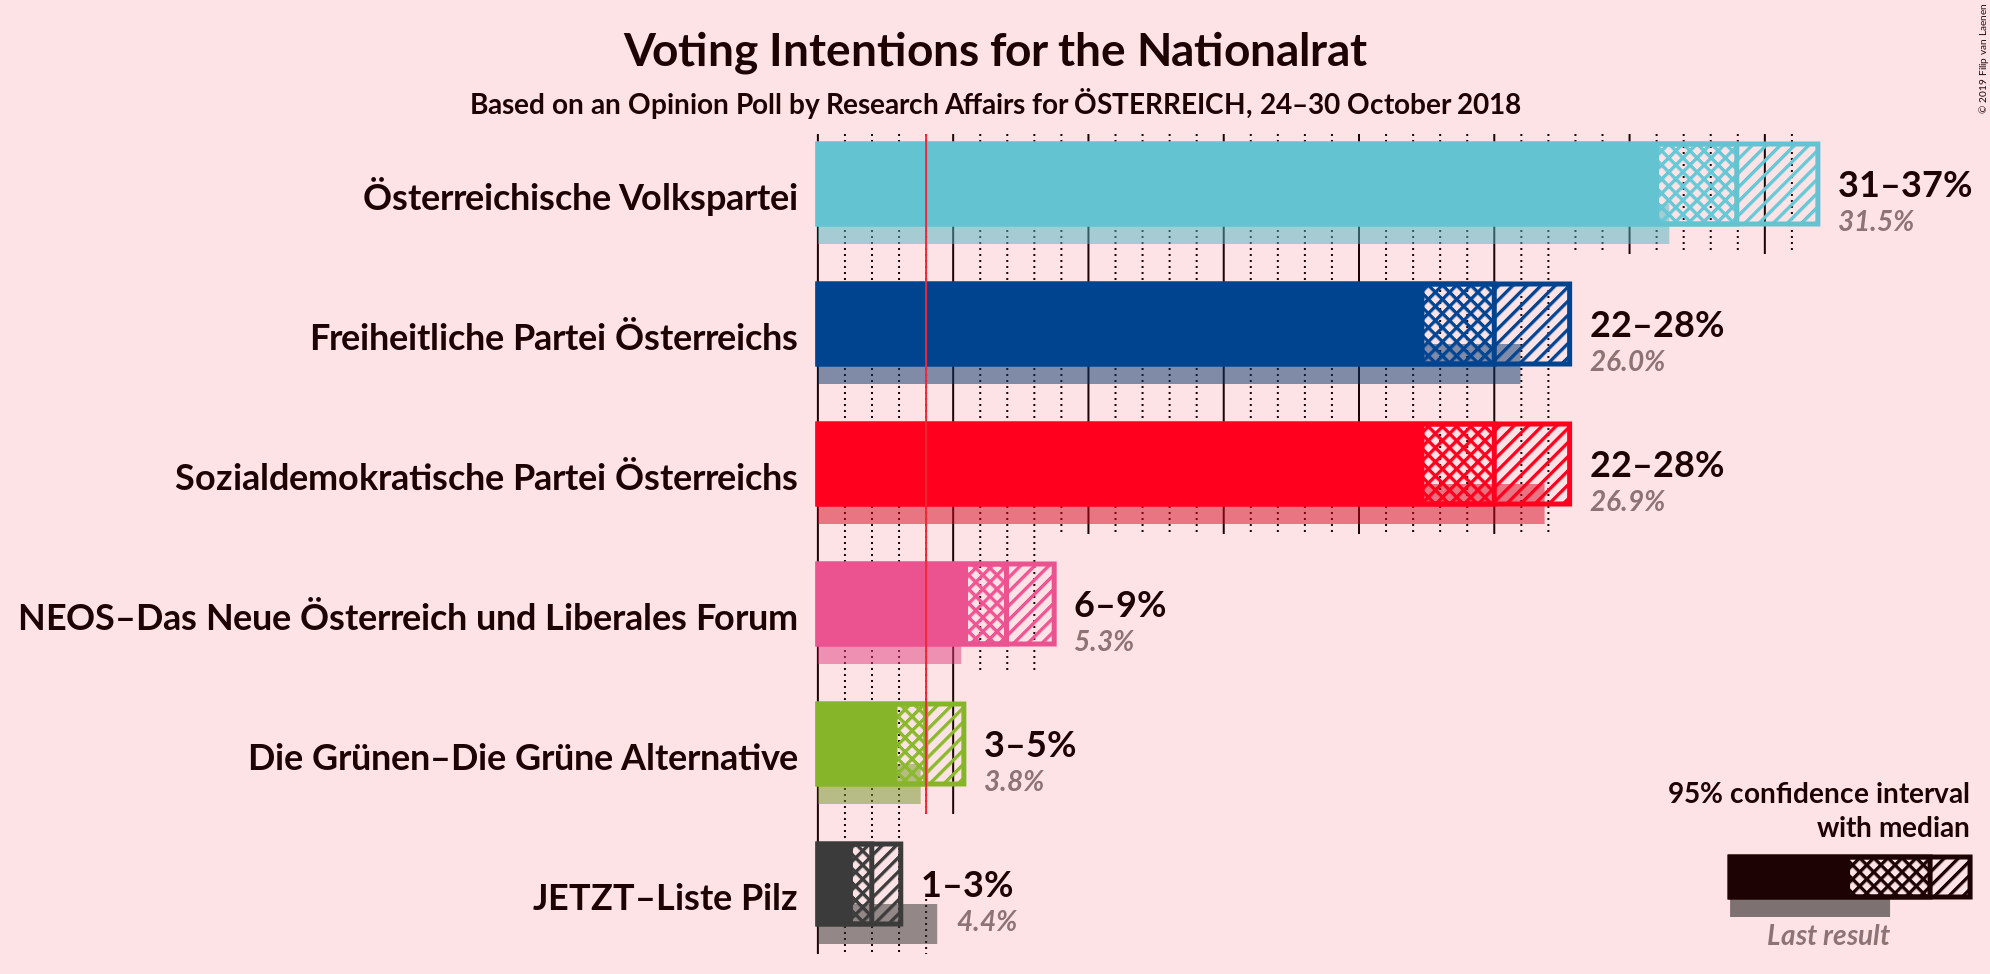 Voting Intentions for the Nationalrat
Based on an Opinion Poll by Research Affairs for ÖSTERREICH, 24–30 October 2018
© 2019 Filip van Laenen
Österreichische Volkspartei
31–37%
31.5%
Freiheitliche Partei Österreichs
22–28%
26.0%
Sozialdemokratische Partei Österreichs
22–28%
26.9%
NEOS–Das Neue Österreich und Liberales Forum
6–9%
5.3%
Die Grünen–Die Grüne Alternative
3–5%
3.8%
JETZT–Liste Pilz
1–3%
4.4%
95% confidence interval
with median
Last result